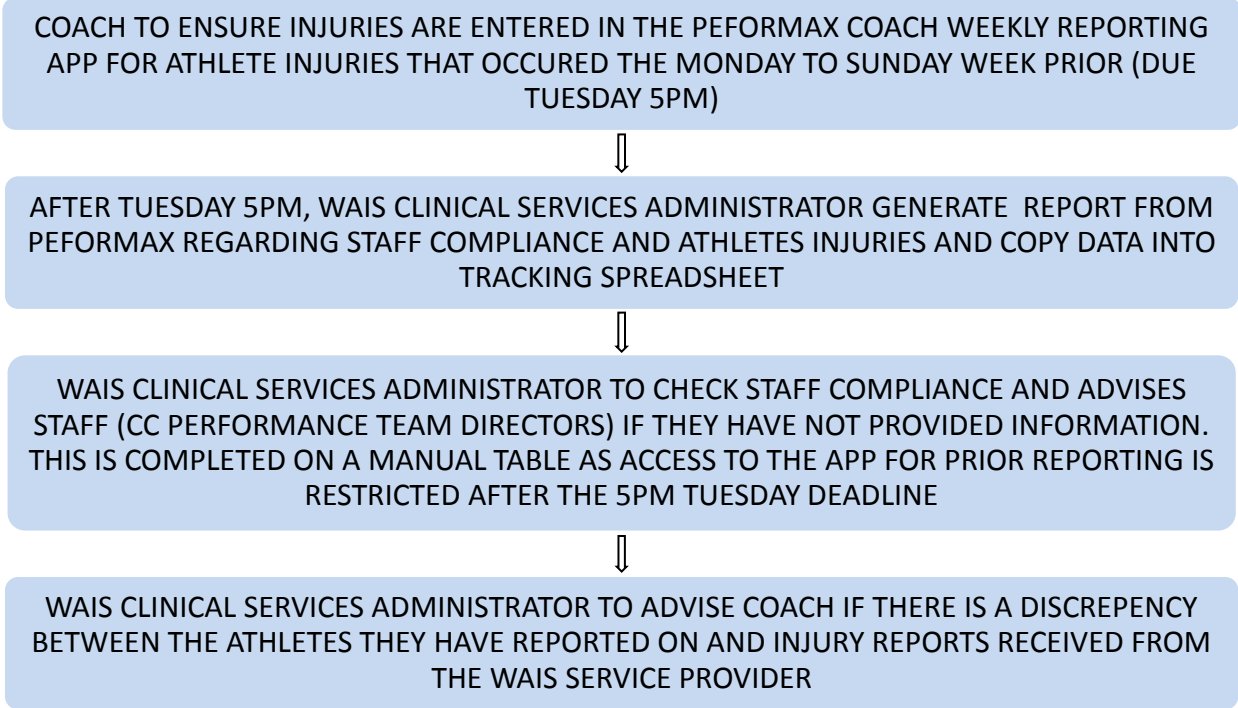 COACH TO ENSURE INJURIES ARE ENTERED IN THE PEFORMAX COACH WEEKLY REPORTING
APP FOR ATHLETE INJURIES THAT OCCURED THE MONDAY TO SUNDAY WEEK PRIOR (DUE
TUESDAY 5PM)
AFTER TUESDAY 5PM, WAIS CLINICAL SERVICES ADMINISTRATOR GENERATE REPORT FROM
PEFORMAX REGARDING STAFF COMPLIANCE AND ATHLETES INJURIES AND COPY DATA INTO
TRACKING SPREADSHEET
WAIS CLINICAL SERVICES ADMINISTRATOR TO CHECK STAFF COMPLIANCE AND ADVISES
STAFF (CC PERFORMANCE TEAM DIRECTORS) IF THEY HAVE NOT PROVIDED INFORMATION.
THIS IS COMPLETED ON A MANUAL TABLE AS ACCESS TO THE APP FOR PRIOR REPORTING IS
RESTRICTED AFTER THE 5PM TUESDAY DEADLINE
WAIS CLINICAL SERVICES ADMINISTRATOR TO ADVISE COACH IF THERE IS A DISCREPENCY
BETWEEN THE ATHLETES THEY HAVE REPORTED ON AND INJURY REPORTS RECEIVED FROM
THE WAIS SERVICE PROVIDER